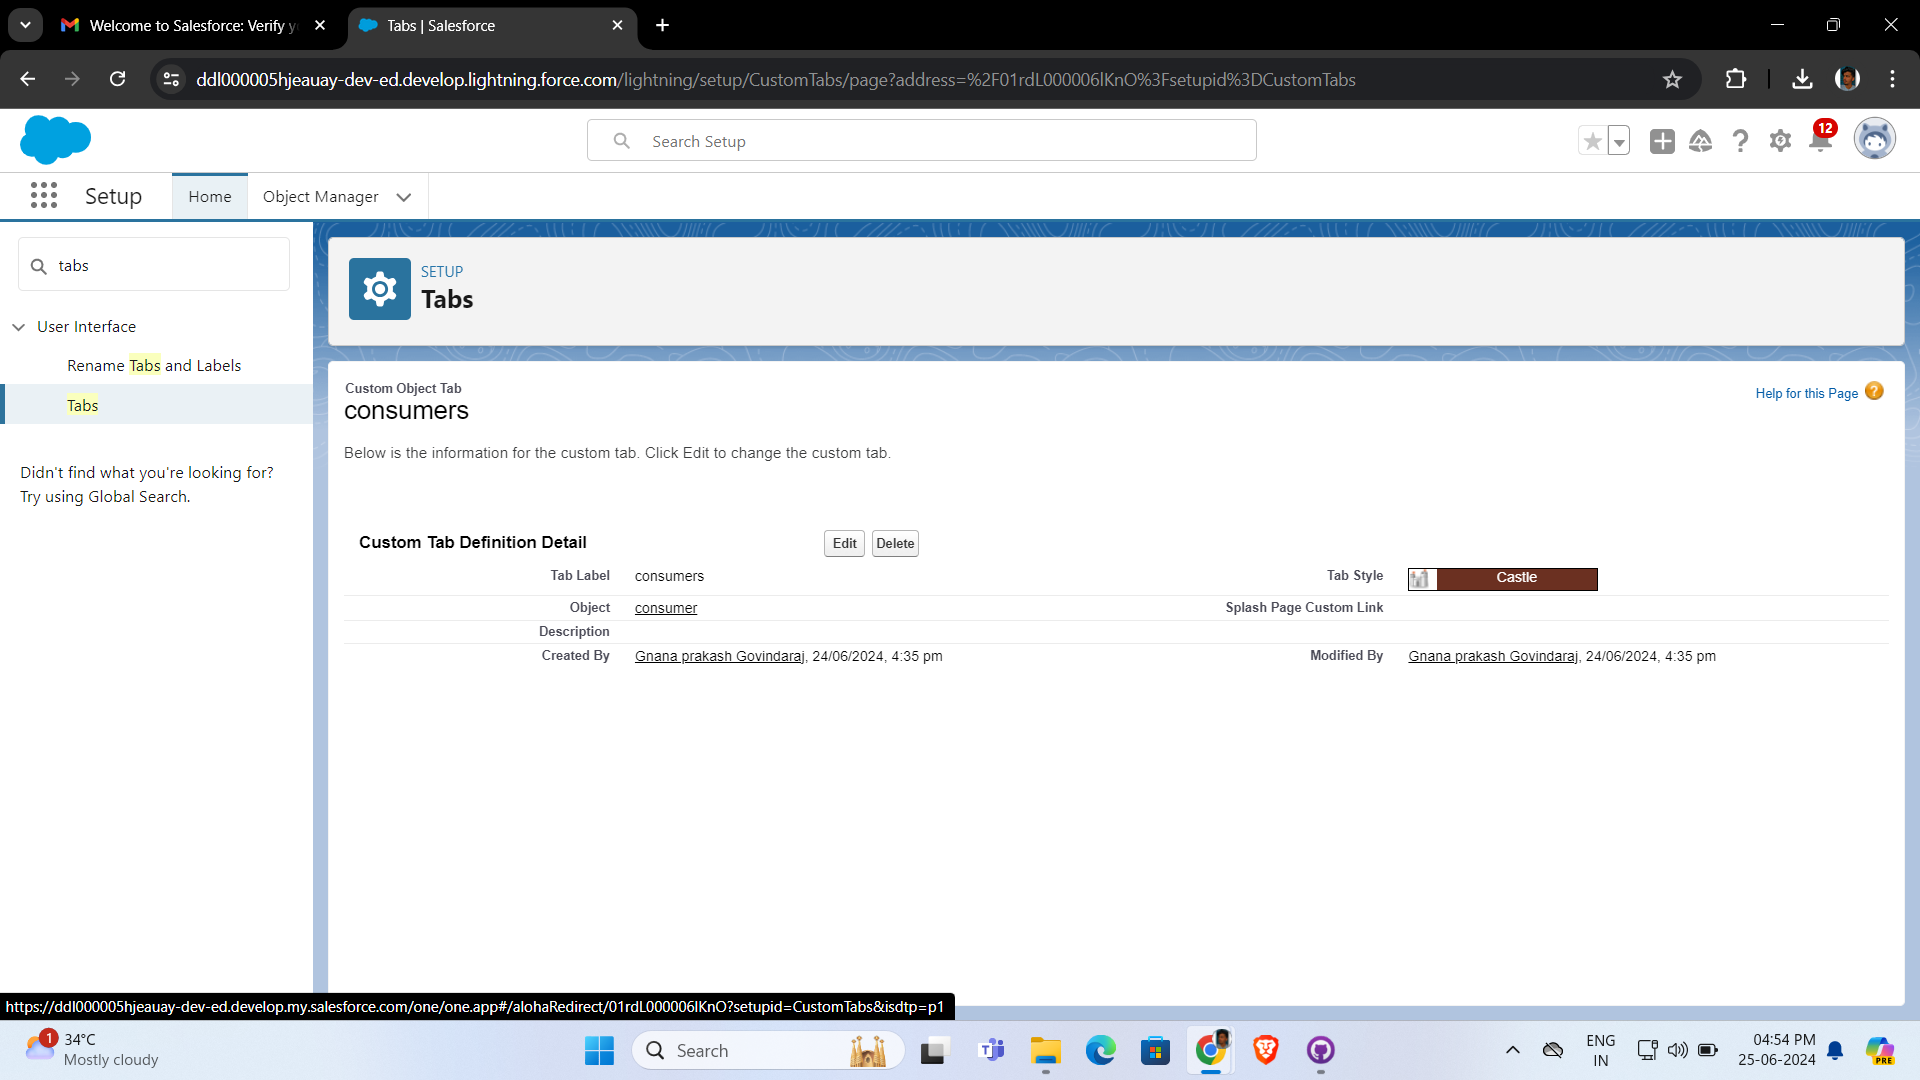 Welcome to Salesforce: Verify y
Tabs | Salesforce
ddl000005hjeauay-dev-ed.develop.lightning.force.com/lightning/setup/CustomTabs/page?address=%2F01rdL000006lKnO%3Fsetupid%3DCustomTabs
Search Setup
12
Setup
Home
Object Manager
tabs
User Interface
Rename Tabs and Labels
Tabs
Didn't find what you're looking for?
Try using Global Search.
SETUP
Tabs
Custom Object Tab
consumers
Help for this Page
Below is the information for the custom tab. Click Edit to change the custom tab.
Custom Tab Definition Detail
Edit Delete
Tab Label consumers Tab Style Castle
Object consumer Splash Page Custom Link
Description
Created By Gnana prakash Govindaraj, 24/06/2024, 4:35 pm Modified By Gnana prakash Govindaraj, 24/06/2024, 4:35 pm
https://ddl000005hjeauay-dev-ed.develop.my.salesforce.com/one/one.app#/alohaRedirect/01rdL000006lKnO?setupid=CustomTabs&isdtp=p1
1
34°C
Mostly cloudy
Search
ENG
IN
04:54 PM
25-06-2024
PRE